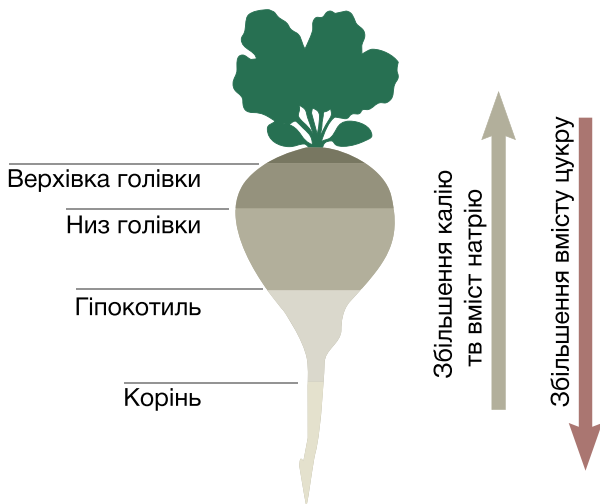 Верхівка голівки
Низ голівки
Гіпокотиль
Корінь
Збільшення калію
тв вміст натрію
Збільшення вмісту цукру